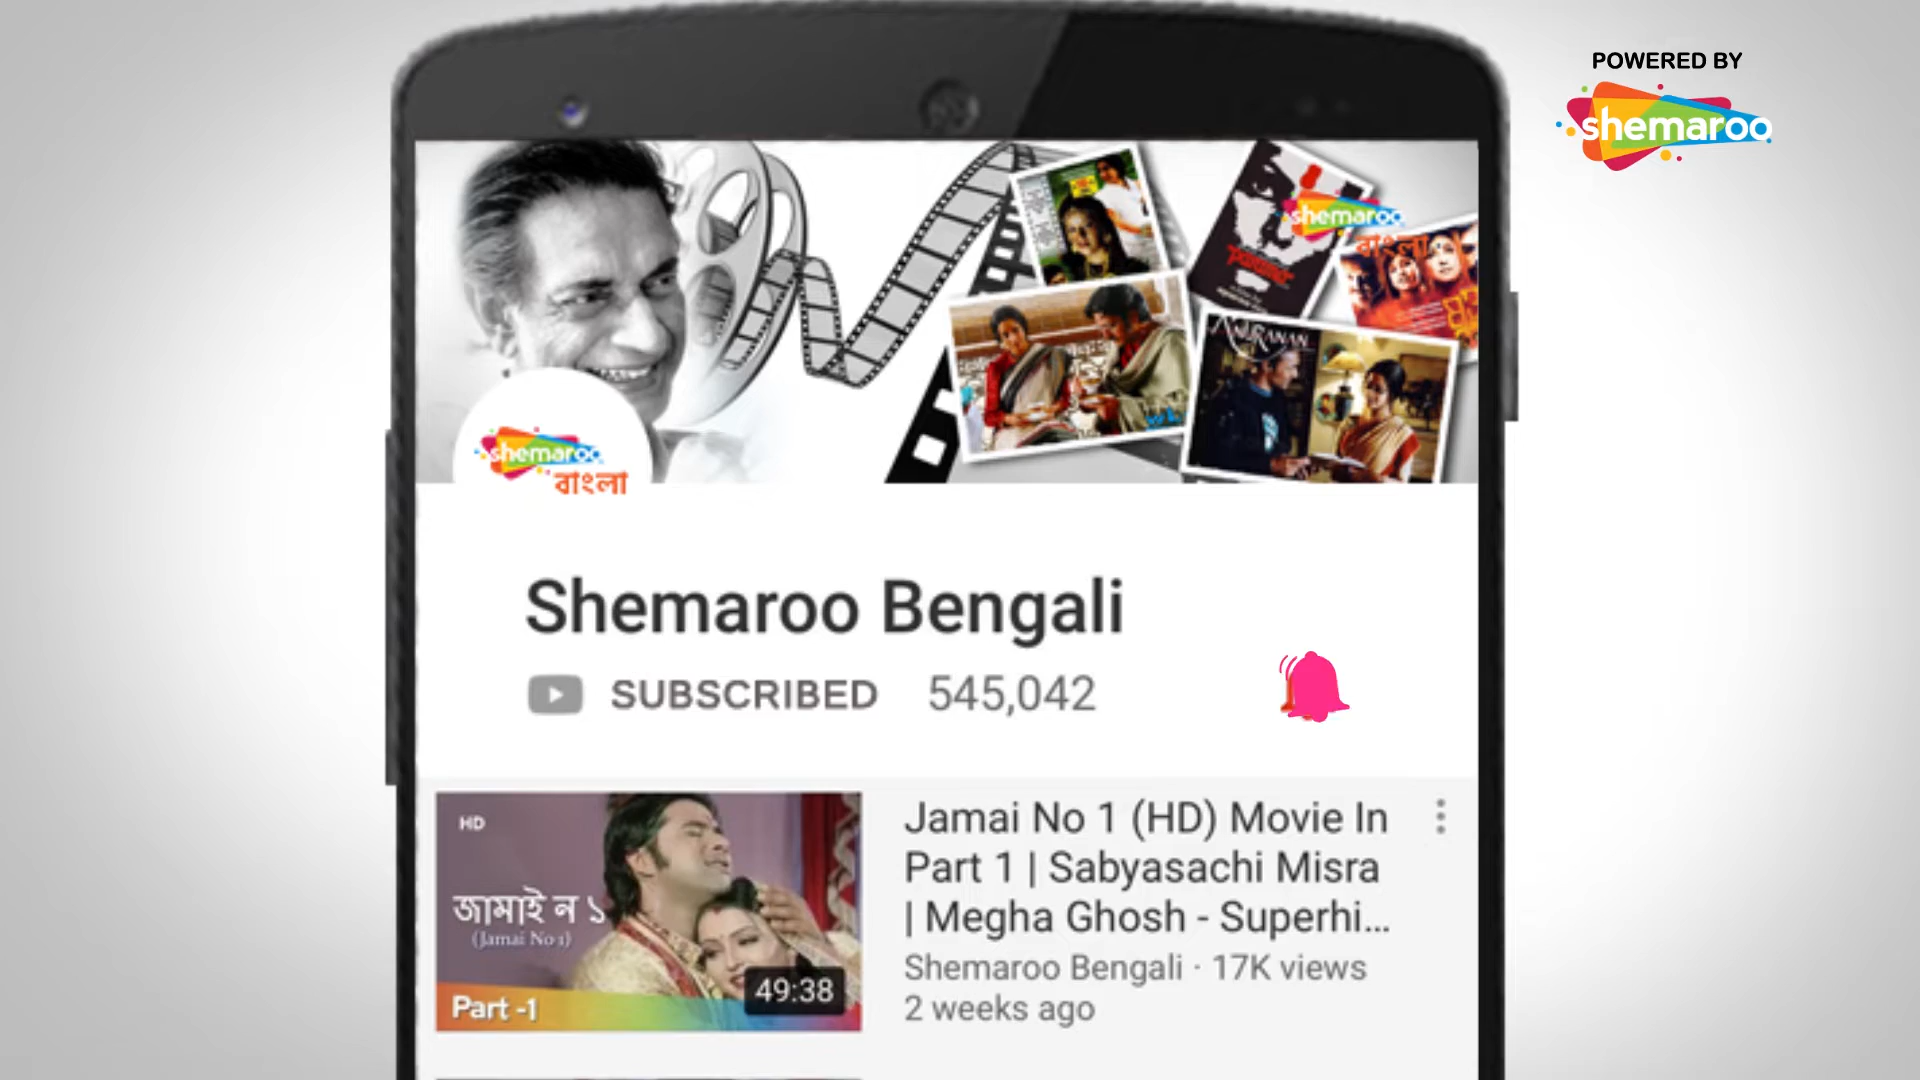 POWERED BY
shemaroo
shemaroo
বাংলা
ANURANAN
shemaroo
বাংলা
Shemaroo Bengali
SUBSCRIBED 545,042
HD
জামাই ন ১
(Jamai No 1)
Part -1
49:38
Jamai No 1 (HD) Movie In
Part 1 | Sabyasachi Misra
| Megha Ghosh - Superhi...
Shemaroo Bengali · 17K views
2 weeks ago